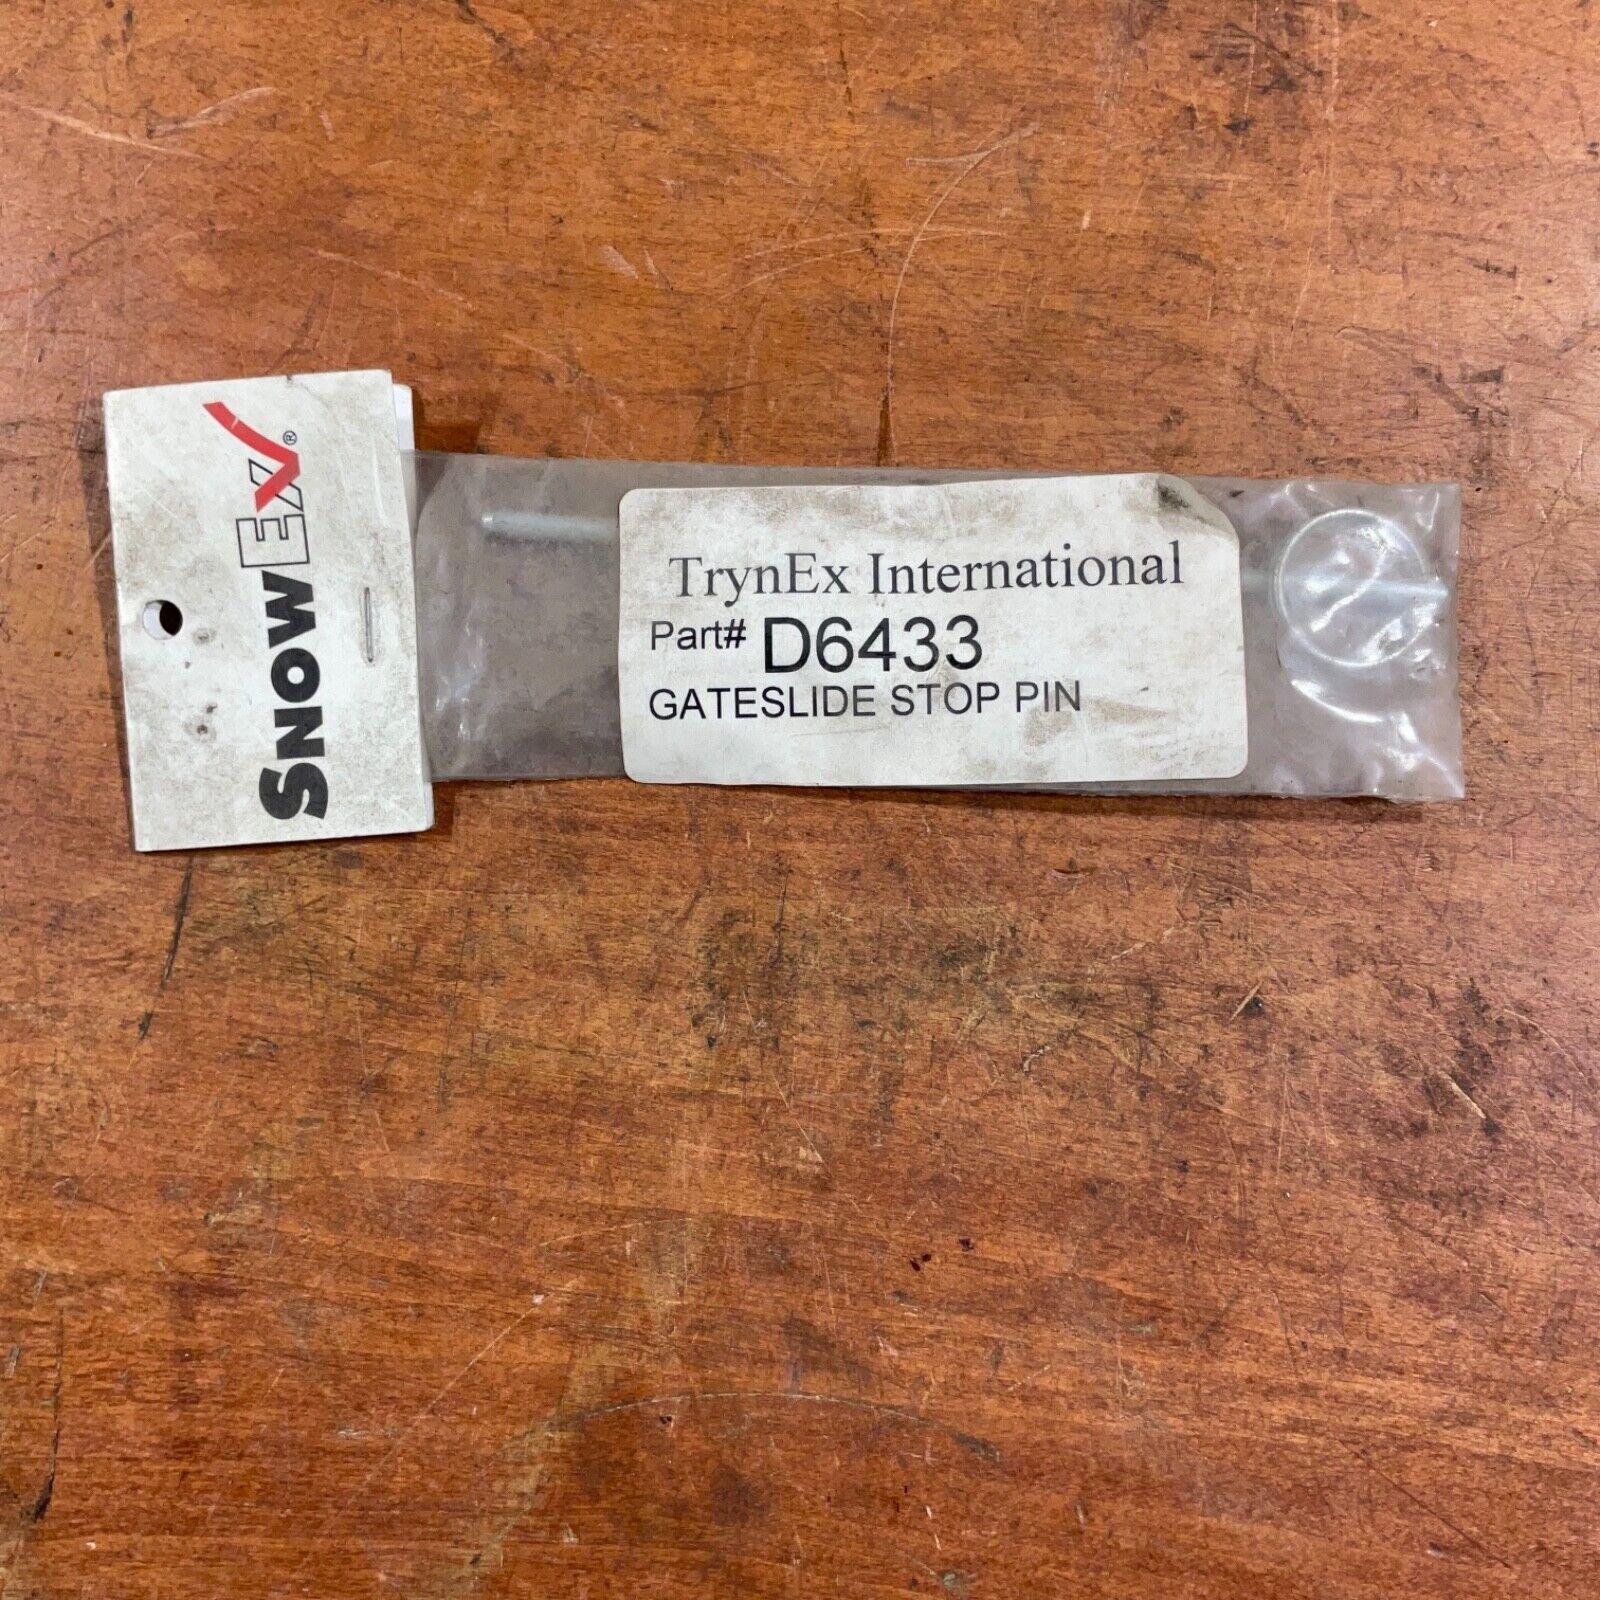 SNOWEX®
TrynEx International
Part# D6433
GATESLIDE STOP PIN